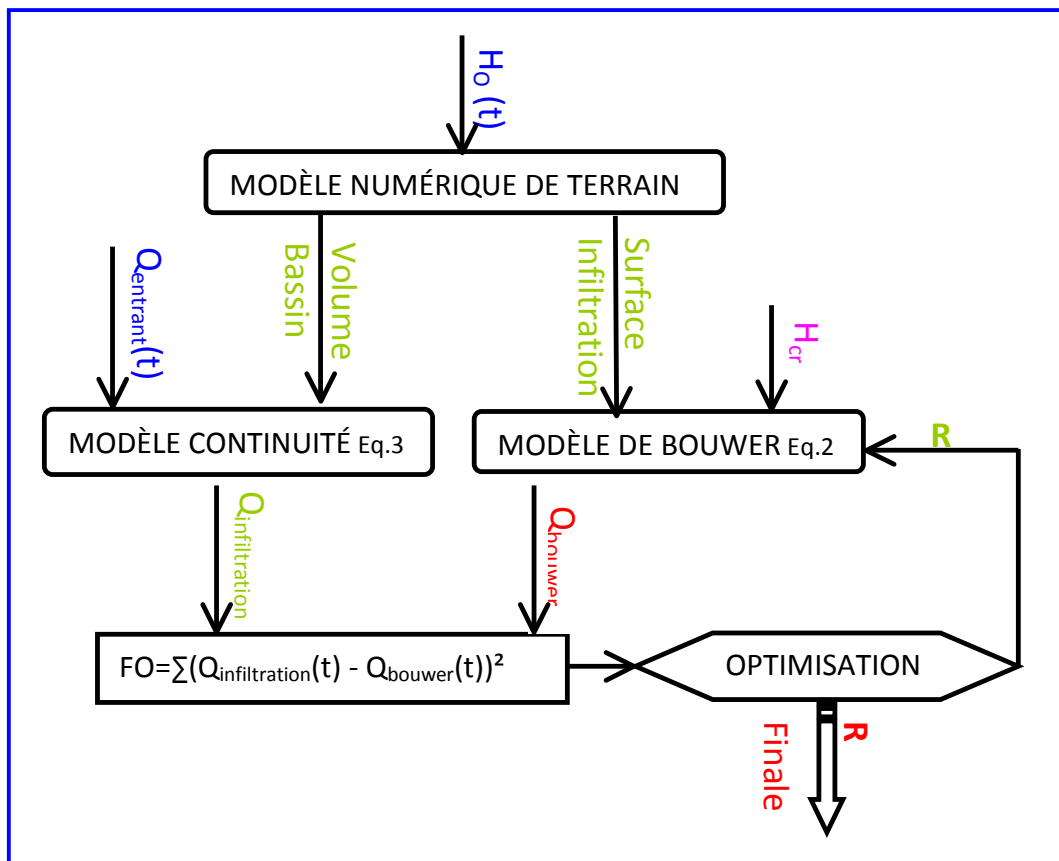 H₀ (t)
MODÈLE NUMÉRIQUE DE TERRAIN
Qentrant(t)
Volume
Bassin
Surface
Infiltration
Hcr
MODÈLE CONTINUITÉ Eq.3
MODÈLE DE BOUWER Eq.2
R
Qinfiltration
Qbouwer
FO=∑(Qinfiltration(t) - Qbouwer(t))²
OPTIMISATION
R
Finale